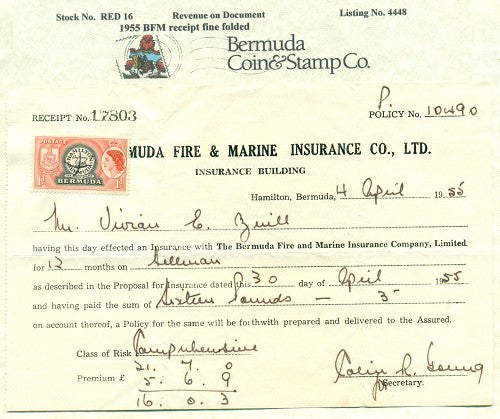 Stock No. RED 16 Revenue on Document Listing No. 4448
1955 BFM receipt fine folded
Bermuda
Coin & Stamp Co.
RECEIPT No. 17803
P
POLICY No. 10490
POSTAGE
HAMILTON
BERMUDA
1D
MUDA FIRE & MARINE INSURANCE CO., LTD.
INSURANCE BUILDING
Hamilton, Bermuda, 4 April 1955
Mr. Vivian E.
having this day effected an Insurance with The Bermuda Fire and Marine Insurance Company, Limited
for 12 months on Hillman
as described in the Proposal for Insurance dated this 30 day of April 1955
and having paid the sum of Sixteen Pounds — 3
on account thereof, a Policy for the same will be forthwith prepared and delivered to the Assured.
Class of Risk Comprehensive
21. 7. 0
Premium £ 5. 6. 9
16. 0. 3
Secretary.